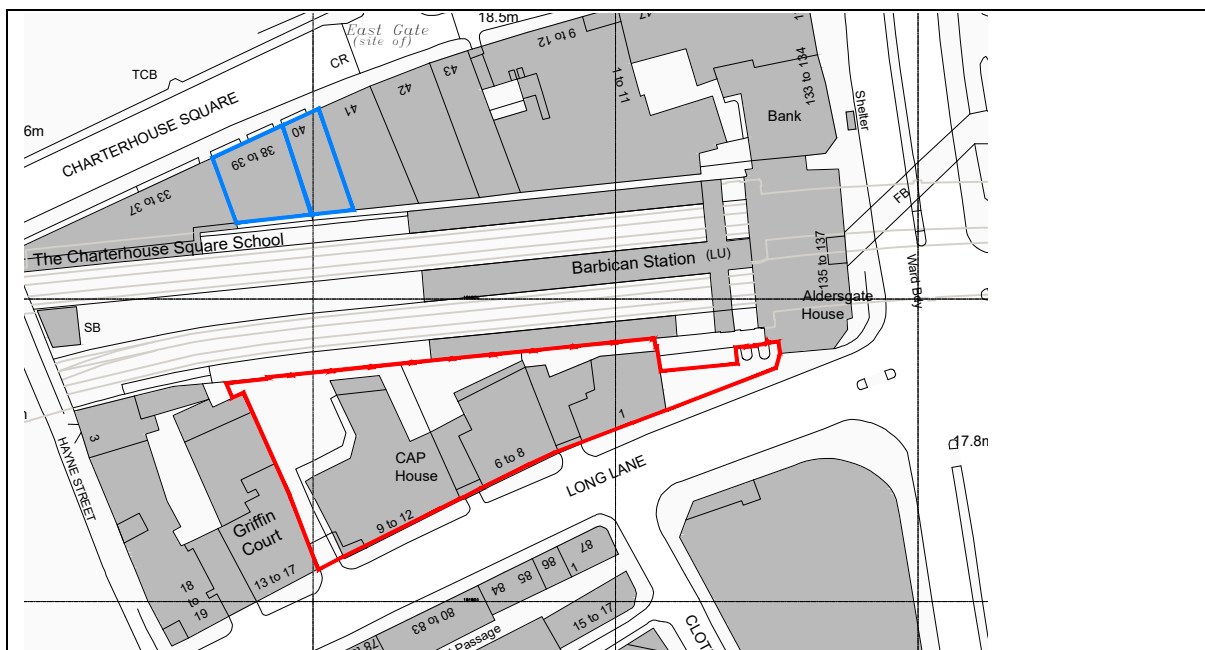 18.5m
East Gate
(site of)
TCB
CR
CHARTERHOUSE SQUARE
6m
9 to 12
43
42
41
40
38 to 39
33 to 37
17
1 to 11
133 to 134
Bank
Shelter
FB
Ward Bdy
The Charterhouse Square School
Barbican Station (LU)
135 to 137
Aldersgate
House
SB
3
HAYNE STREET
CAP
House
1
6 to 8
9 to 12
LONG LANE
17.8m
Griffin
Court
13 to 17
18
to
19
87
86
1
85
84
80 to 83
78
Passage
15 to 17
CLOT